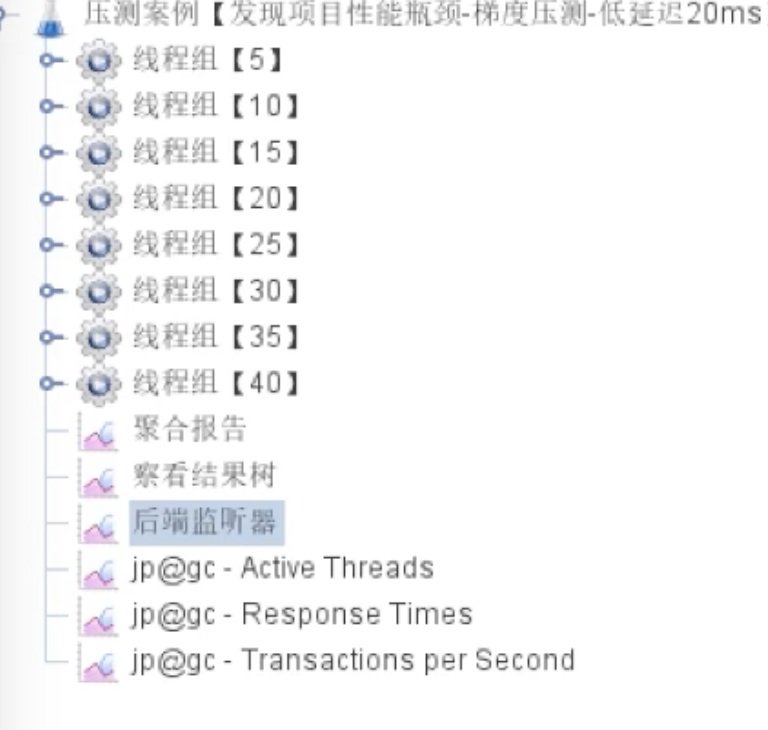 压测案例【发现项目性能瓶颈-梯度压测-低延迟20ms
线程组【5】
线程组【10】
线程组【15】
线程组【20】
线程组【25】
线程组【30】
线程组【35】
线程组【40】
聚合报告
察看结果树
后端监听器
jp@gc - Active Threads
jp@gc - Response Times
jp@gc - Transactions per Second